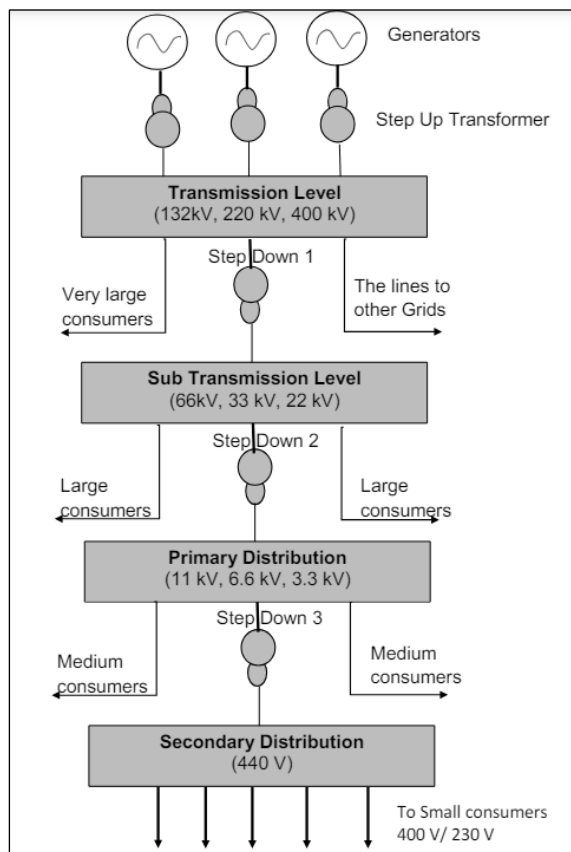 Generators
Step Up Transformer
Transmission Level
(132kV, 220 kV, 400 kV)
Step Down 1
Very large
consumers
The lines to
other Grids
Sub Transmission Level
(66kV, 33 kV, 22 kV)
Step Down 2
Large
consumers
Large
consumers
Primary Distribution
(11 kV, 6.6 kV, 3.3 kV)
Step Down 3
Medium
consumers
Medium
consumers
Secondary Distribution
(440 V)
To Small consumers
400 V/ 230 V